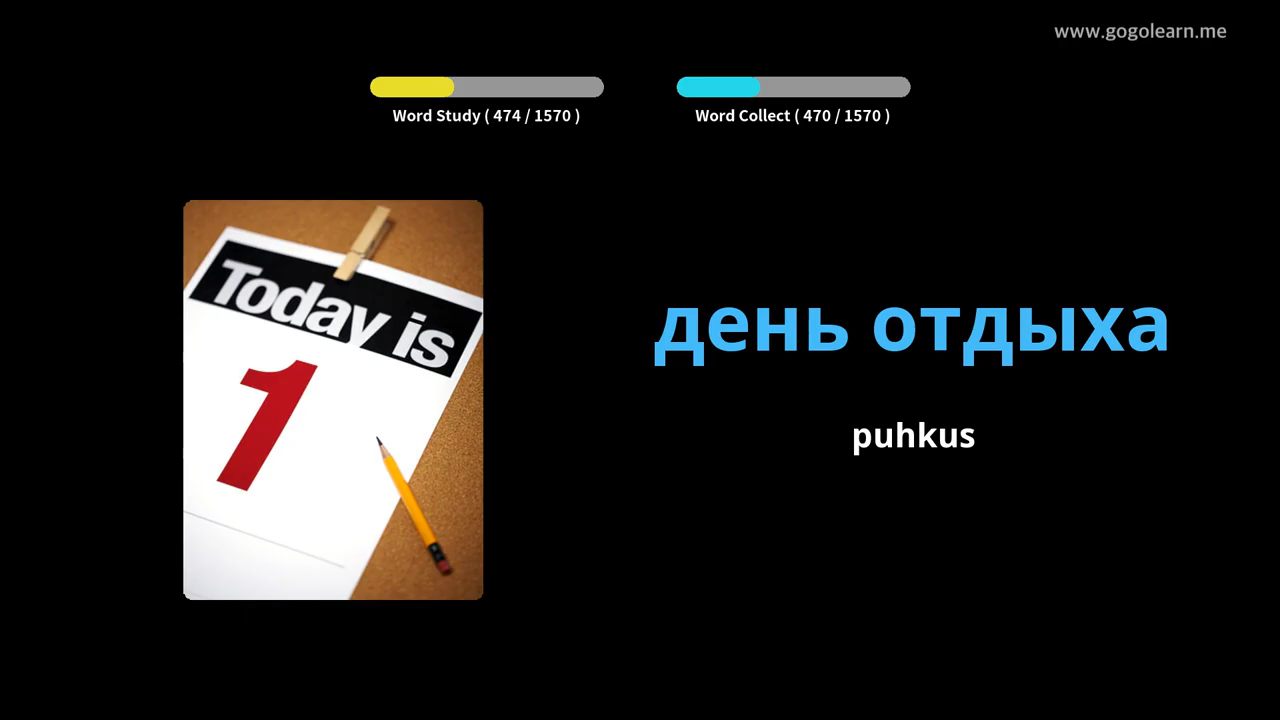 www.gogolearn.me
Word Study ( 474 / 1570 )
Word Collect ( 470 / 1570 )
Today is
1
день отдыха
puhkus